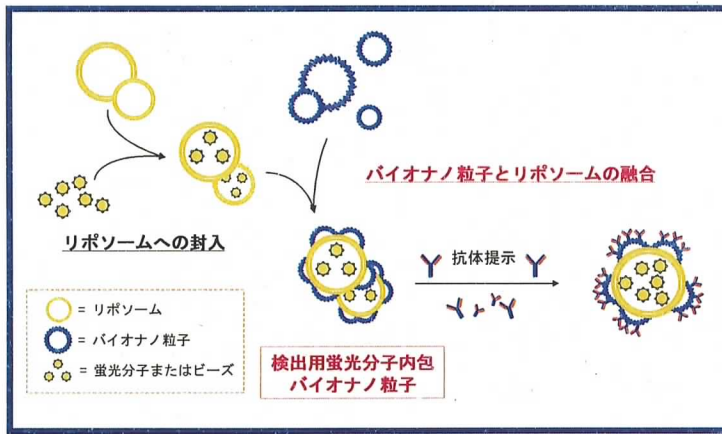 バイオナノ粒子とリポソームの融合
リポソームへの封入
抗体提示
= リポソーム
= バイオナノ粒子
= 蛍光分子またはビーズ
検出用蛍光分子内包
バイオナノ粒子